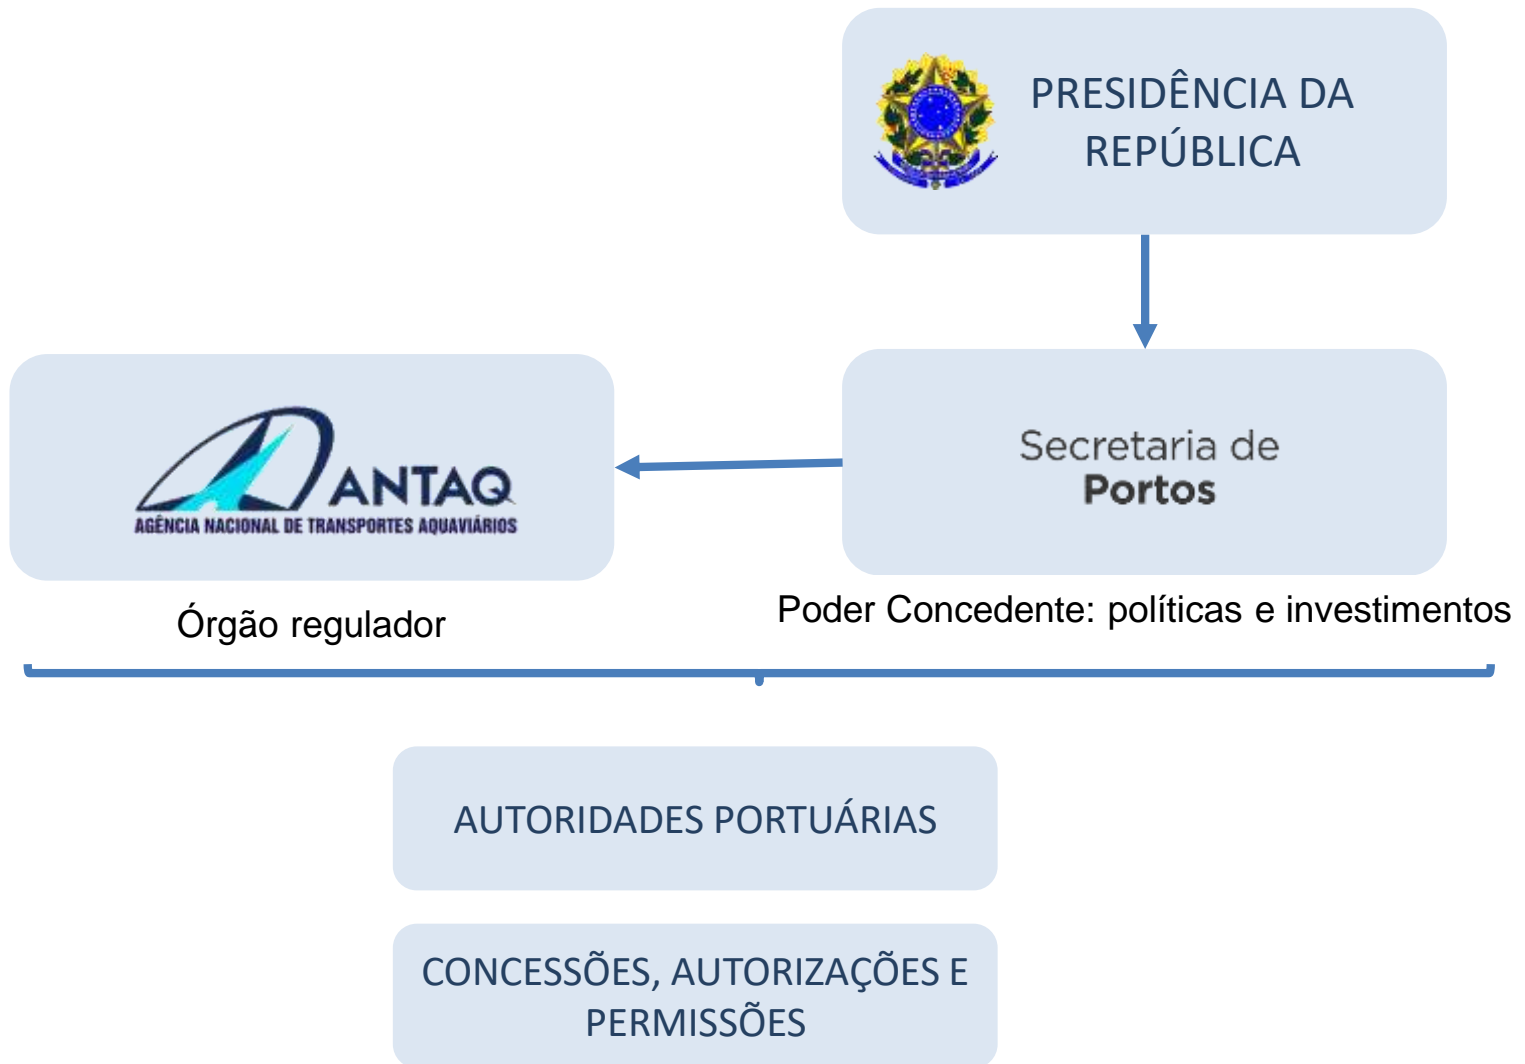 PRESIDÊNCIA DA
REPÚBLICA
ANTAQ
AGÊNCIA NACIONAL DE TRANSPORTES AQUAVIÁRIOS
Secretaria de
Portos
Órgão regulador
Poder Concedente: políticas e investimentos
AUTORIDADES PORTUÁRIAS
CONCESSÕES, AUTORIZAÇÕES E
PERMISSÕES